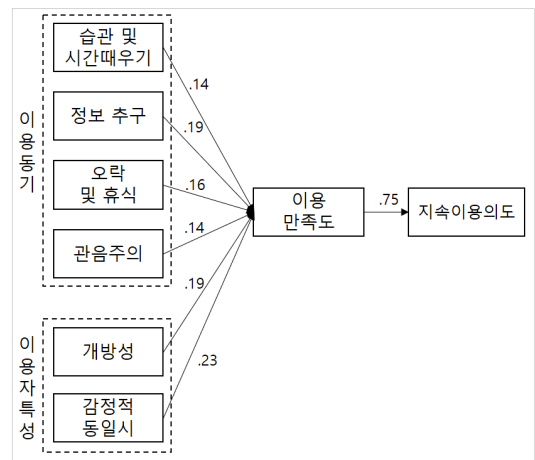 습관 및
시간때우기
.14
정보 추구
.19
이용동기
오락
및 휴식
.16
이용
만족도
.75
지속이용의도
관음주의
.14
.19
개방성
.23
이용자특성
감정적
동일시